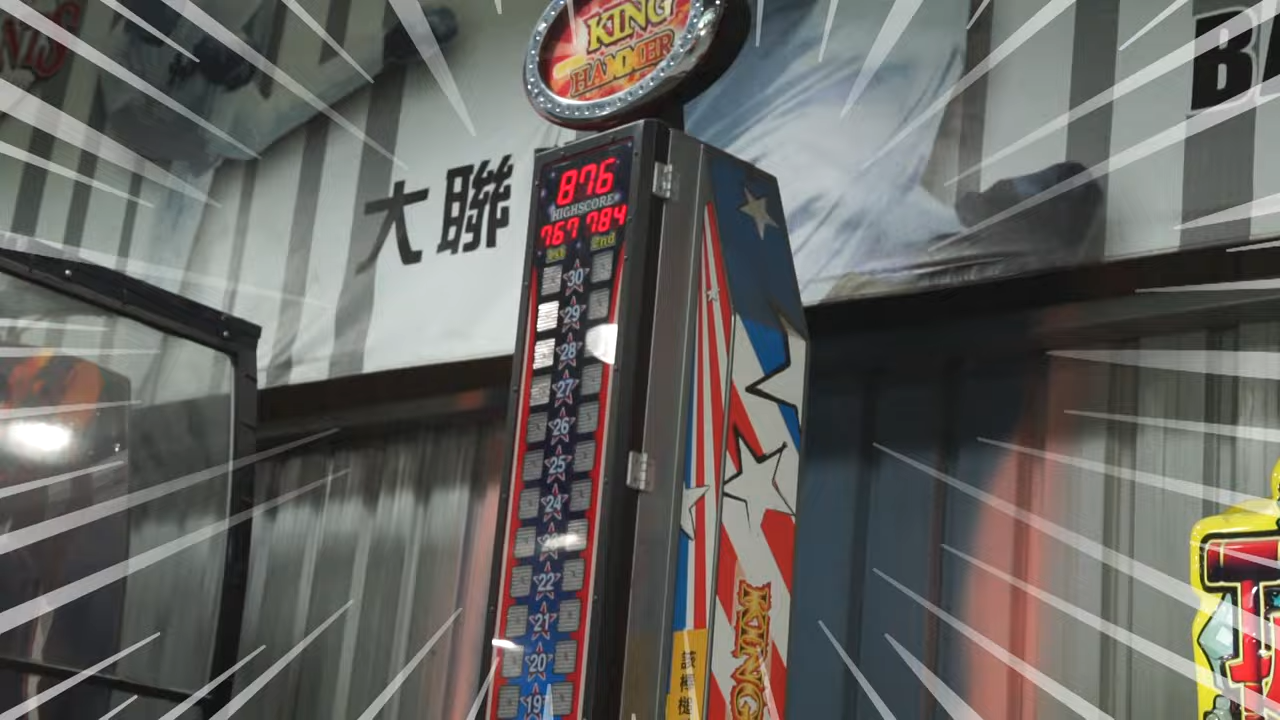 KING
HAMMER
大聯
876
HIGHSCORE
767 784
1st 2nd
30
29
28
27
26
25
24
22
21
20
19
KING